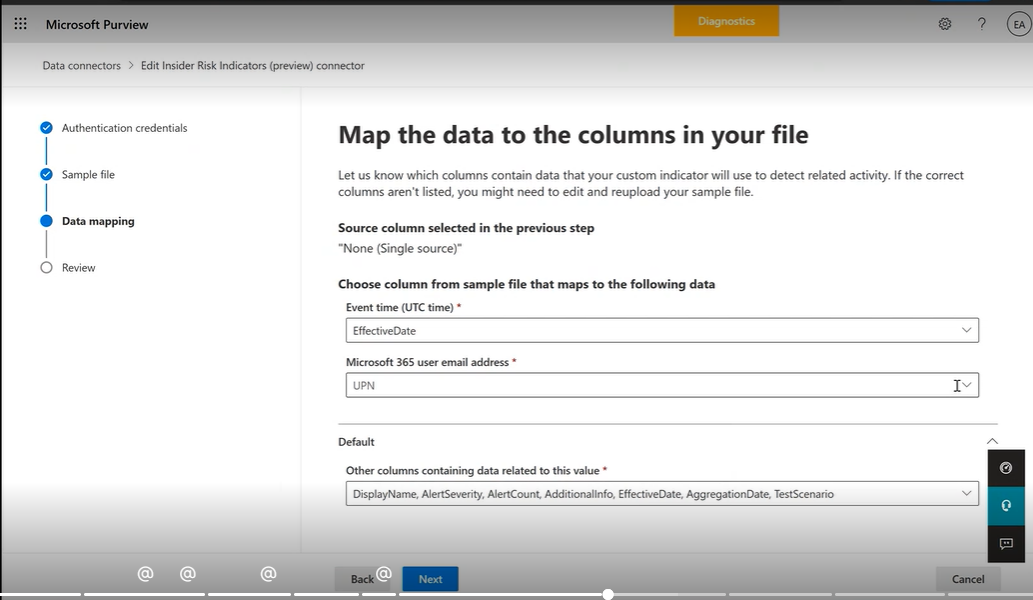 Microsoft Purview
Diagnostics
?
EA
Data connectors > Edit Insider Risk Indicators (preview) connector
Authentication credentials
Sample file
Data mapping
Review
Map the data to the columns in your file
Let us know which columns contain data that your custom indicator will use to detect related activity. If the correct
columns aren't listed, you might need to edit and reupload your sample file.
Source column selected in the previous step
"None (Single source)"
Choose column from sample file that maps to the following data
Event time (UTC time) *
EffectiveDate
Microsoft 365 user email address *
UPN
Default
Other columns containing data related to this value *
DisplayName, AlertSeverity, AlertCount, AdditionalInfo, EffectiveDate, AggregationDate, TestScenario
@ @ @ @
Back
Next
Cancel